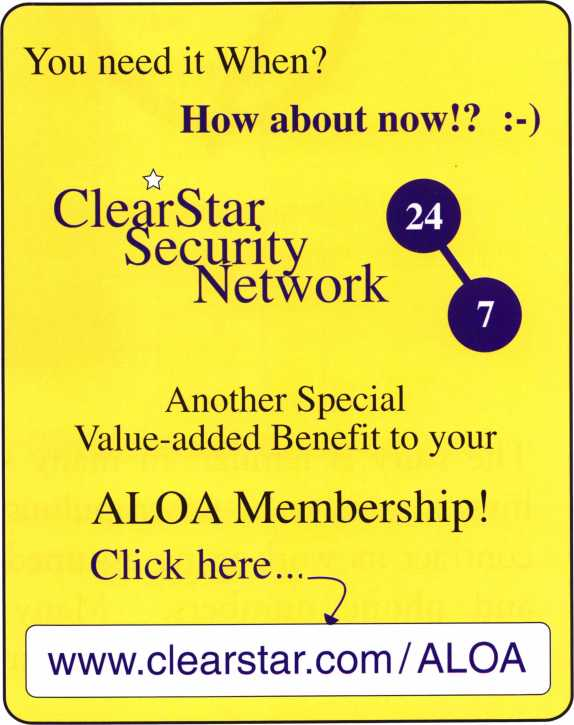 You need it When?
How about now!? :-)
ClearStar
Security
Network
24
7
Another Special
Value-added Benefit to your
ALOA Membership!
Click here...
www.clearstar.com/ALOA